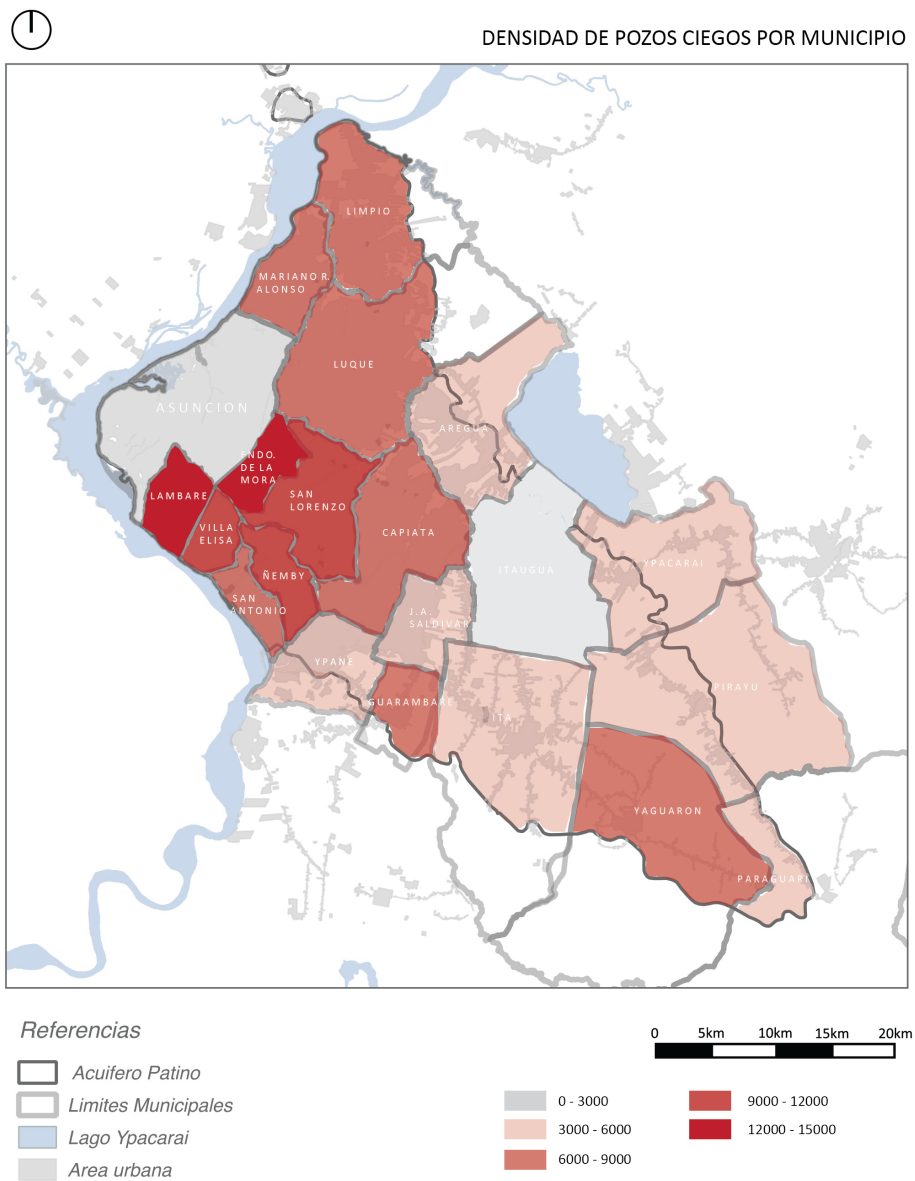 DENSIDAD DE POZOS CIEGOS POR MUNICIPIO
LIMPIO
MARIANO R.
ALONSO
LUQUE
ASUNCION
AREGUA
FNDO.
DE LA
MORA
LAMBARE
SAN
LORENZO
VILLA
ELISA
CAPIATA
ITAUGUA
YPACARAI
ÑEMBY
SAN
ANTONIO
J.A.
SALDIVAR
YPANE
PIRAYU
GUARAMBARE
ITA
YAGUARON
PARAGUARI
Referencias
Acuifero Patino
Limites Municipales
Lago Ypacarai
Area urbana
0 5km 10km 15km 20km
0 - 3000
3000 - 6000
6000 - 9000
9000 - 12000
12000 - 15000